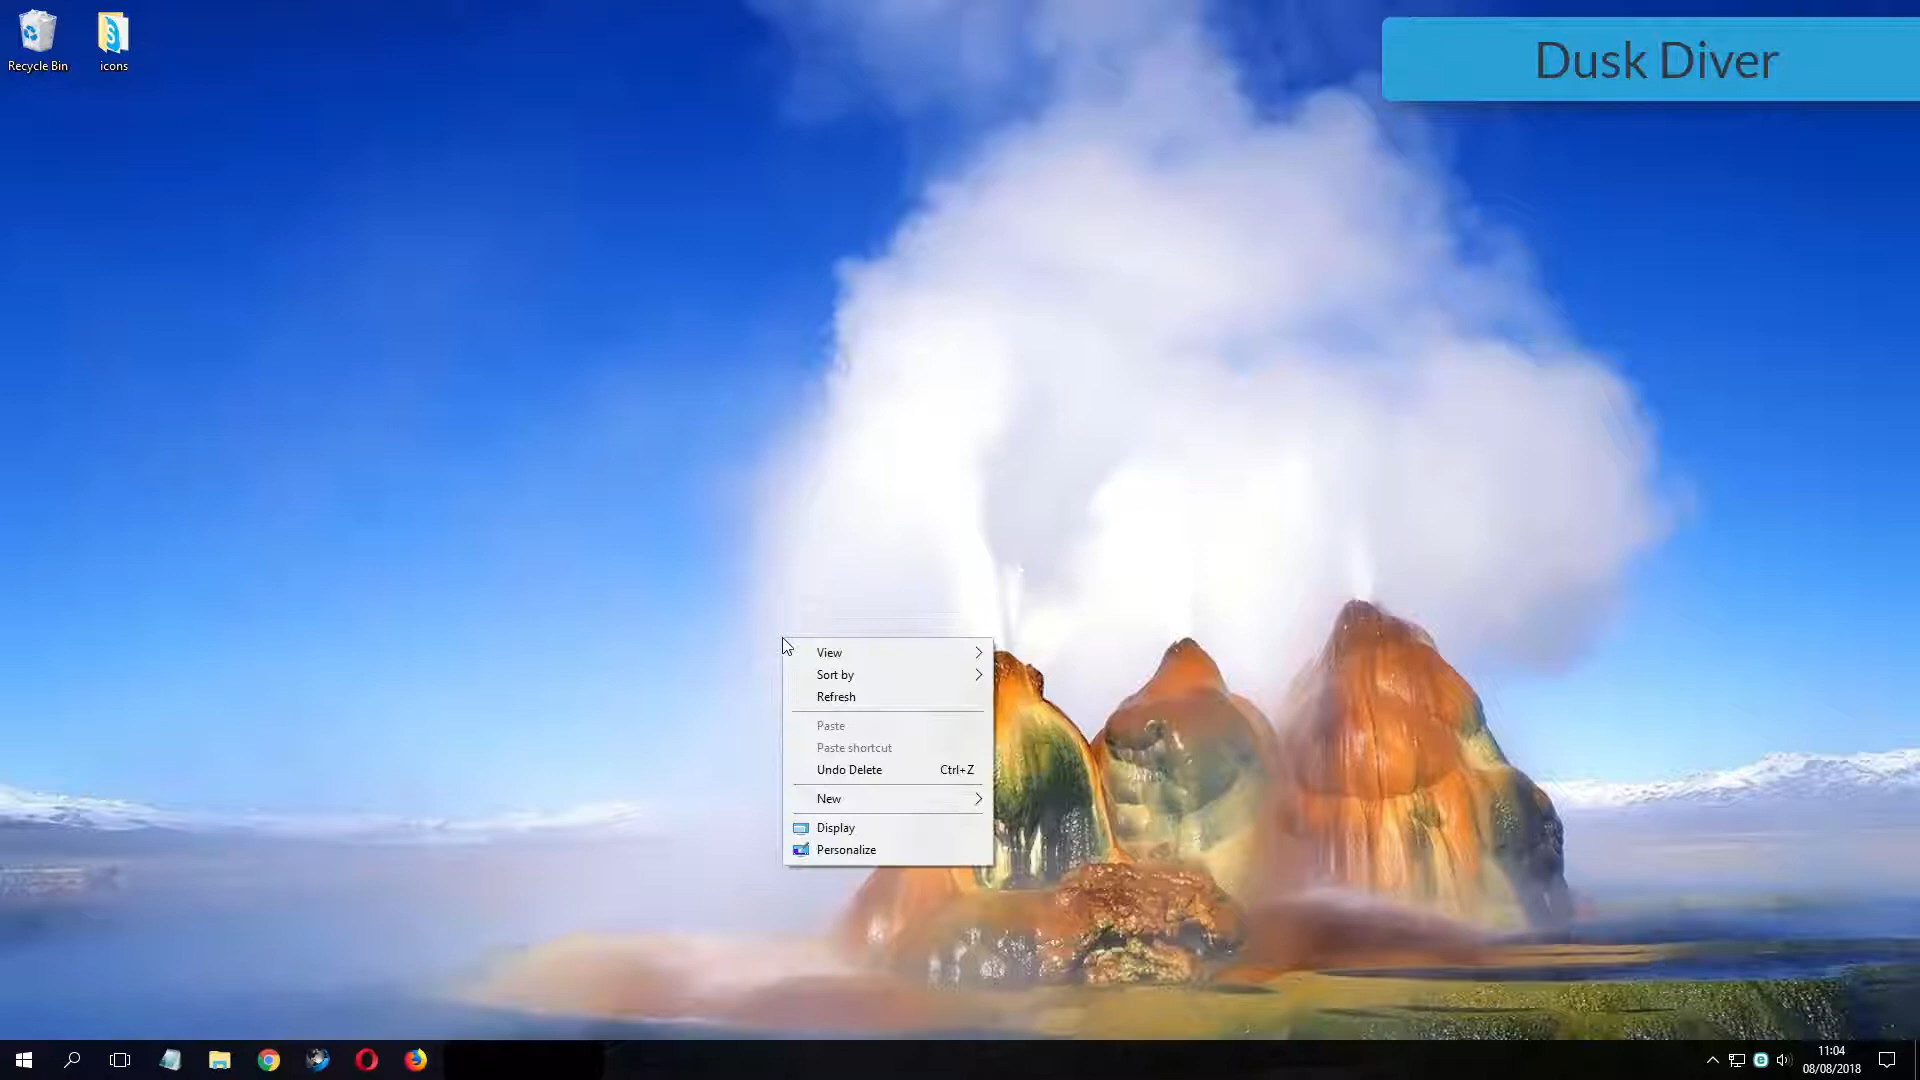 Recycle Bin
icons
Dusk Diver
View
Sort by
Refresh
Paste
Paste shortcut
Undo Delete Ctrl+Z
New
Display
Personalize
11:04
08/08/2018